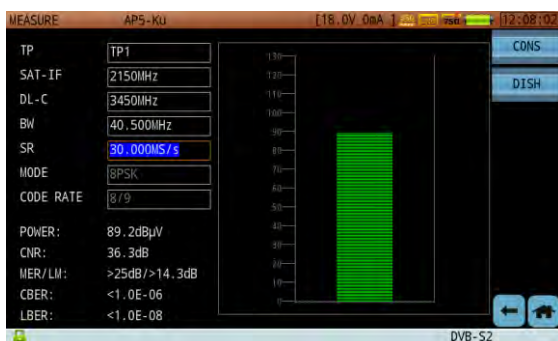 MEASURE AP5-Ku [18.0V 0mA ] 75Ω 12:08:02
TP TP1
SAT-IF 2150MHz
DL-C 3450MHz
BW 40.500MHz
SR 30.000MS/s
MODE 8PSK
CODE RATE 8/9
POWER: 89.2dBμV
CNR: 36.3dB
MER/LM: >25dB/>14.3dB
CBER: <1.0E-06
LBER: <1.0E-08
130
120
110
100
90
80
70
60
50
40
30
20
10
0
CONS
DISH
DVB-S2